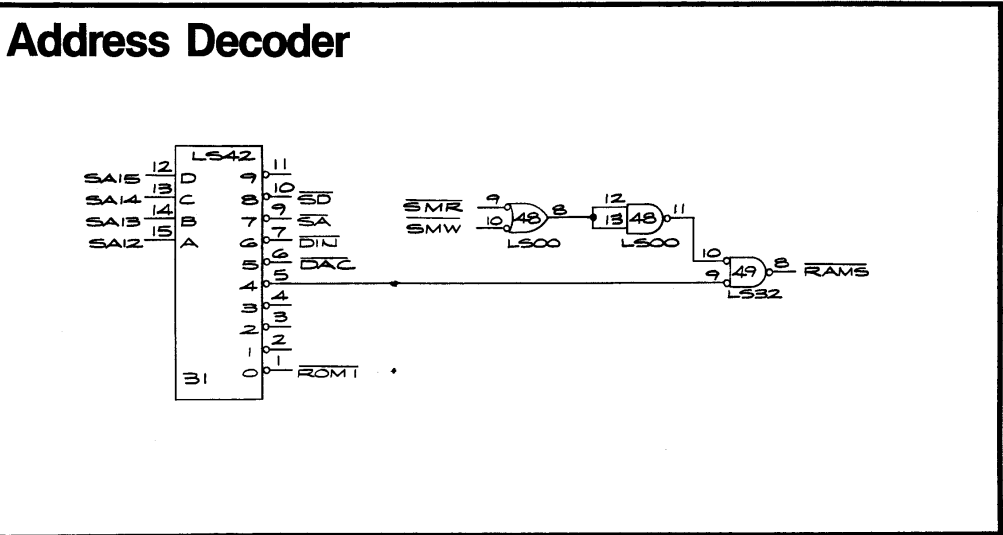 Address Decoder
LS42
SA15 12 D 9 11
SA14 13 C 8 10 SD
SA13 14 B 7 9 SA
SA12 15 A 6 7 DIN
5 6 DAC
4 5
3 4
2 3
1 2
0 1 ROM1
31
SMR 9
SMW 10
48 8
LS00
12
13 48 11
LS00
10
9 49 8 RAMS
LS32